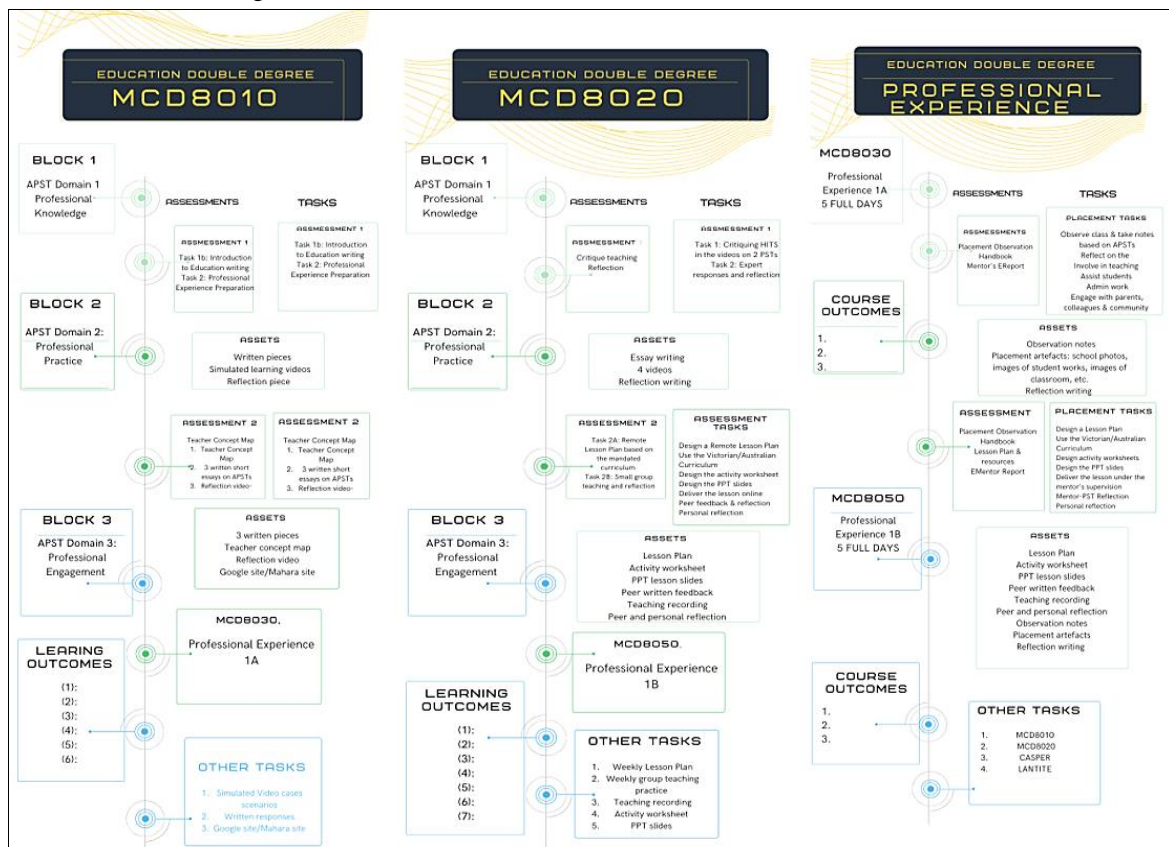 EDUCATION DOUBLE DEGREE
MCD8010
BLOCK 1
APST Domain 1
Professional
Knowledge
ASSESSMENTS
TASKS
ASSMESSMENT 1
Task 1b: Introduction
to Education writing
Task 2: Professional
Experience Preparation
Task 1b: Introduction
to Education writing
Task 2: Professional
Experience Preparation
BLOCK 2
APST Domain 2:
Professional
Practice
ASSETS
Written pieces
Simulated learning videos
Reflection piece
ASSESSMENT 2
Teacher Concept Map
1. Teacher Concept
Map
2. 3 written short
essays on APSTs
3. Reflection video-
ASSESSMENT 2
Teacher Concept Map
1. Teacher Concept
Map
2. 3 written short
essays on APSTs
3. Reflection video-
BLOCK 3
APST Domain 3:
Professional
Engagement
ASSETS
3 written pieces
Teacher concept map
Reflection video
Google site/Mahara site
MCD8030.
Professional Experience
1A
LEARING
OUTCOMES
(1):
(2):
(3):
(4):
(5):
(6):
OTHER TASKS
1. Simulated Video cases
scenarios
2. Written responses
3. Google site/Mahara site
EDUCATION DOUBLE DEGREE
MCD8020
BLOCK 1
APST Domain 1
Professional
Knowledge
ASSESSMENTS
TASKS
ASSMESSMENT
Critique teaching
Reflection
ASSMESSMENT 1
Task 1: Critiquing HITS
in the videos on 2 PSTs
Task 2: Expert
responses and reflection
BLOCK 2
APST Domain 2:
Professional
Practice
ASSETS
Essay writing
4 videos
Reflection writing
ASSESSMENT 2
Task 2A: Remote
Lesson Plan based on
the mandated
curriculum
Task 2B: Small group
teaching and reflection
ASSESSMENT
TASKS
Design a Remote Lesson Plan
Use the Victorian/Australian
Curriculum
Design the activity worksheet
Design the PPT slides
Deliver the lesson online
Peer feedback & reflection
Personal reflection
BLOCK 3
APST Domain 3:
Professional
Engagement
ASSETS
Lesson Plan
Activity worksheet
PPT lesson slides
Peer written feedback
Teaching recording
Peer and personal reflection
MCD8050.
Professional Experience
1B
LEARNING
OUTCOMES
(1):
(2):
(3):
(4):
(5):
(6):
(7):
OTHER TASKS
1. Weekly Lesson Plan
2. Weekly group teaching
practice
3. Teaching recording
4. Activity worksheet
5. PPT slides
EDUCATION DOUBLE DEGREE
PROFESSIONAL
EXPERIENCE
MCD8030
Professional
Experience 1A
5 FULL DAYS
ASSESSMENTS
TASKS
ASSMESSMENTS
Placement Observation
Handbook
Mentor's EReport
PLACEMENT TASKS
Observe class & take notes
based on APSTs
Reflect on the
Involve in teaching
Assist students
Admin work
Engage with parents,
colleagues & community
COURSE
OUTCOMES
1.
2.
3.
ASSETS
Observation notes
Placement artefacts: school photos,
images of student works, images of
classroom, etc.
Reflection writing
ASSESSMENT
Placement Observation
Handbook
Lesson Plan &
resources
EMentor Report
PLACEMENT TASKS
Design a Lesson Plan
Use the Victorian/Australian
Curriculum
Design activity worksheets
Design the PPT slides
Deliver the lesson under the
mentor's supervision
Mentor-PST Reflection
Personal reflection
MCD8050
Professional
Experience 1B
5 FULL DAYS
ASSETS
Lesson Plan
Activity worksheet
PPT lesson slides
Peer written feedback
Teaching recording
Peer and personal reflection
Observation notes
Placement artefacts
Reflection writing
COURSE
OUTCOMES
1.
2.
3.
OTHER TASKS
1. MCD8010
2. MCD8020
3. CASPER
4. LANTITE